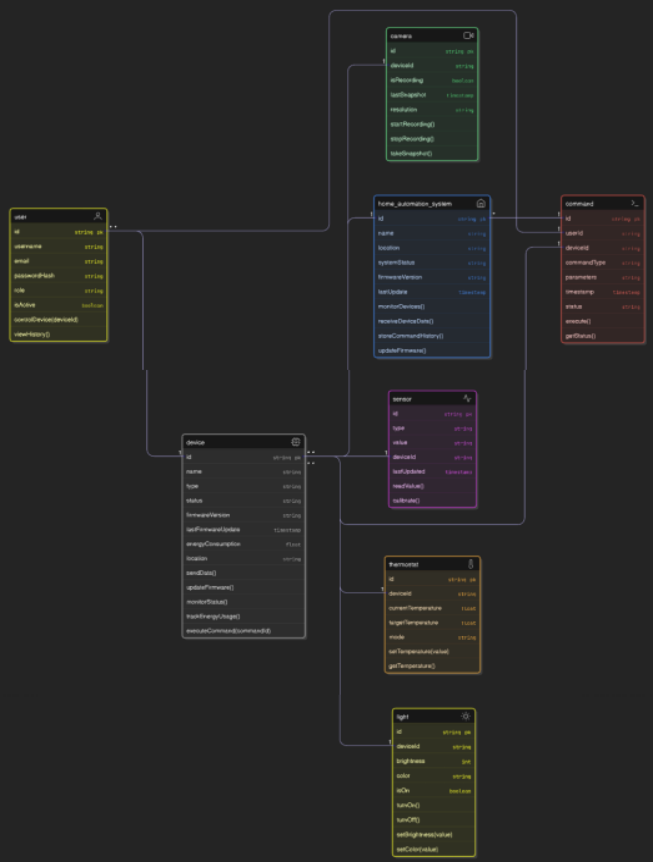 camera
id string pk
deviceId string
isRecording boolean
lastSnapshot timestamp
resolution string
startRecording()
stopRecording()
takeSnapshot()
home_automation_system
id string pk
name string
location string
systemStatus string
firmwareVersion string
lastUpdate timestamp
monitorDevices()
receiveDeviceData()
storeCommandHistory()
updateFirmware()
command
id string pk
userId string
deviceId string
commandType string
parameters string
timestamp timestamp
status string
execute()
getStatus()
user
id string pk
username string
email string
passwordHash string
role string
isActive boolean
controlDevice(deviceId)
viewHistory()
device
id string pk
name string
type string
status string
firmwareVersion string
lastFirmwareUpdate timestamp
energyConsumption float
location string
sendData()
updateFirmware()
monitorStatus()
trackEnergyUsage()
executeCommand(commandId)
sensor
id string pk
type string
value string
deviceId string
lastUpdated timestamp
readValue()
calibrate()
thermostat
id string pk
deviceId string
currentTemperature float
targetTemperature float
mode string
setTemperature(value)
getTemperature()
light
id string pk
deviceId string
brightness int
color string
isOn boolean
turnOn()
turnOff()
setBrightness(value)
setColor(value)